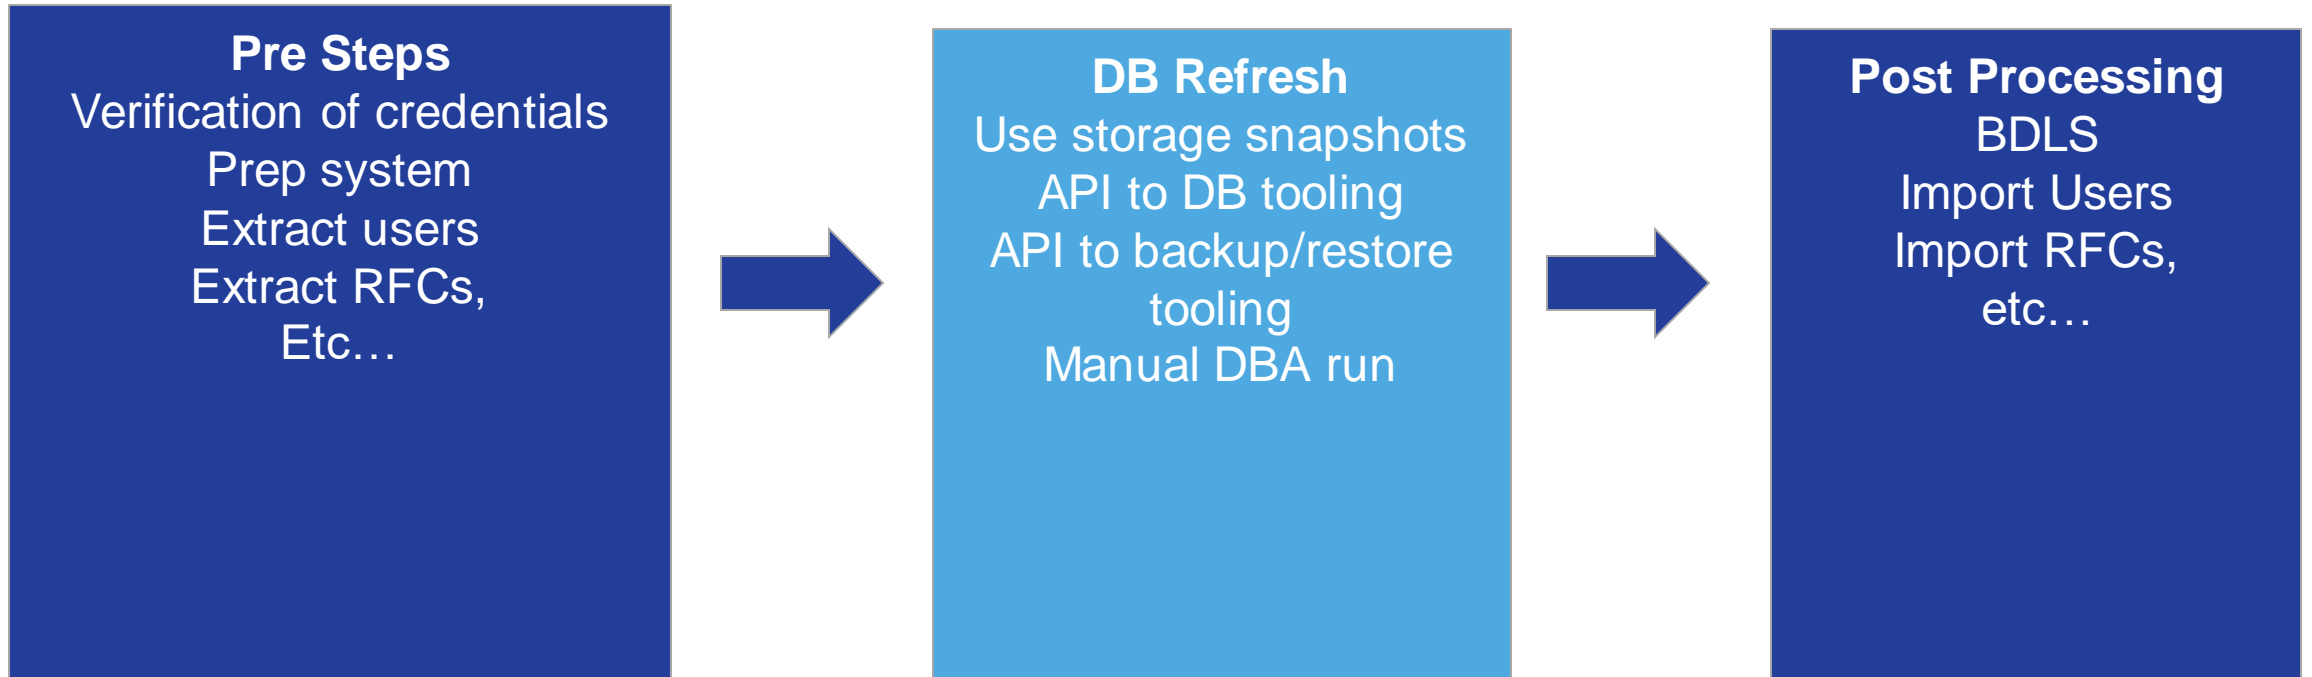 Pre Steps
Verification of credentials
Prep system
Extract users
Extract RFCs,
Etc…
DB Refresh
Use storage snapshots
API to DB tooling
API to backup/restore
tooling
Manual DBA run
Post Processing
BDLS
Import Users
Import RFCs,
etc…